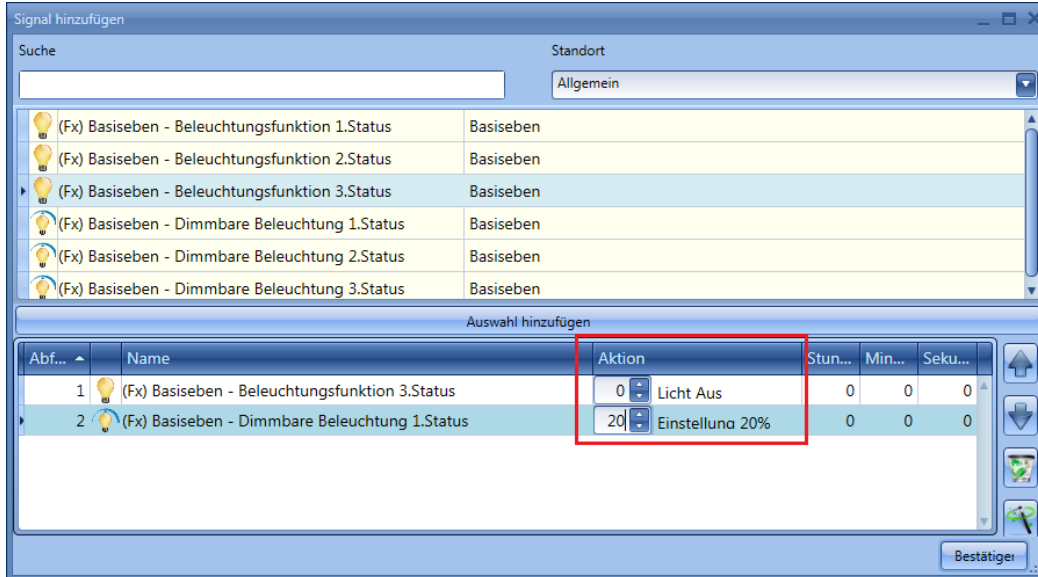 Signal hinzufügen
Suche Standort
Allgemein
(Fx) Basiseben - Beleuchtungsfunktion 1.Status Basiseben
(Fx) Basiseben - Beleuchtungsfunktion 2.Status Basiseben
(Fx) Basiseben - Beleuchtungsfunktion 3.Status Basiseben
(Fx) Basiseben - Dimmbare Beleuchtung 1.Status Basiseben
(Fx) Basiseben - Dimmbare Beleuchtung 2.Status Basiseben
(Fx) Basiseben - Dimmbare Beleuchtung 3.Status Basiseben
Auswahl hinzufügen
Abf... Name Aktion Stun... Min... Seku...
1 (Fx) Basiseben - Beleuchtungsfunktion 3.Status 0 Licht Aus 0 0 0
2 (Fx) Basiseben - Dimmbare Beleuchtung 1.Status 20 Einstellung 20% 0 0 0
Bestätiger